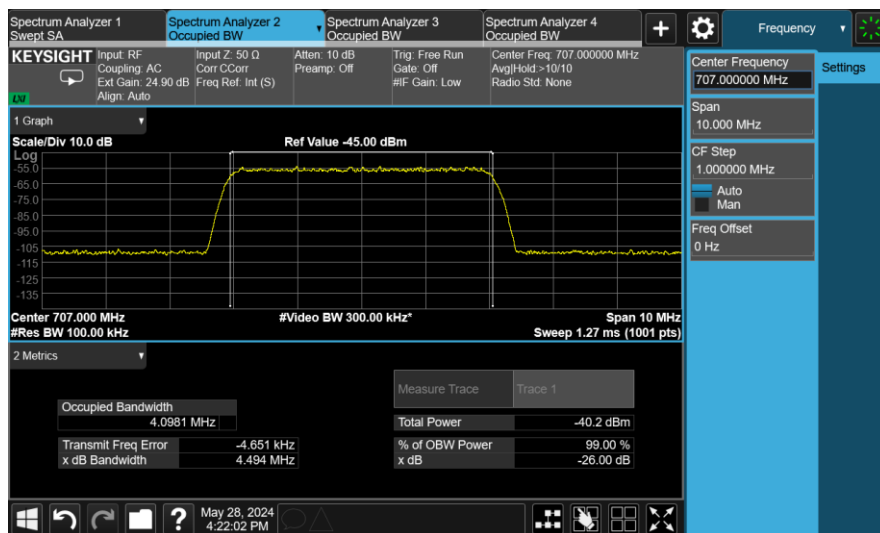 Spectrum Analyzer 1
Swept SA
Spectrum Analyzer 2
Occupied BW
Spectrum Analyzer 3
Occupied BW
Spectrum Analyzer 4
Occupied BW
+
Frequency
KEYSIGHT
LXI
Input: RF
Coupling: AC
Ext Gain: 24.90 dB
Align: Auto
Input Z: 50 Ω
Corr CCorr
Freq Ref: Int (S)
Atten: 10 dB
Preamp: Off
Trig: Free Run
Gate: Off
#IF Gain: Low
Center Freq: 707.000000 MHz
Avg|Hold:>10/10
Radio Std: None
Center Frequency
707.000000 MHz
Settings
Span
10.000 MHz
CF Step
1.000000 MHz
Auto
Man
Freq Offset
0 Hz
1 Graph
Scale/Div 10.0 dB
Ref Value -45.00 dBm
Log
-55.0
-65.0
-75.0
-85.0
-95.0
-105
-115
-125
-135
Center 707.000 MHz
#Video BW 300.00 kHz*
Span 10 MHz
#Res BW 100.00 kHz
Sweep 1.27 ms (1001 pts)
2 Metrics
Measure Trace
Trace 1
Occupied Bandwidth
4.0981 MHz
Total Power
-40.2 dBm
Transmit Freq Error
-4.651 kHz
% of OBW Power
99.00 %
x dB Bandwidth
4.494 MHz
x dB
-26.00 dB
?
May 28, 2024
4:22:02 PM